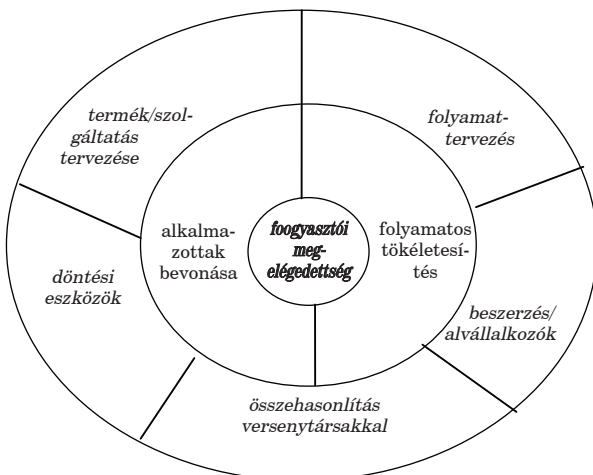 termék/szol-
gáltatás
tervezése
folyamat-
tervezés
alkalma-
zottak
bevonása
foogyasztói
meg-
elégedettség
folyamatos
tökéletesí-
tés
döntési
eszközök
beszerzés/
alvállalkozók
összehasonlítás
versenytársakkal